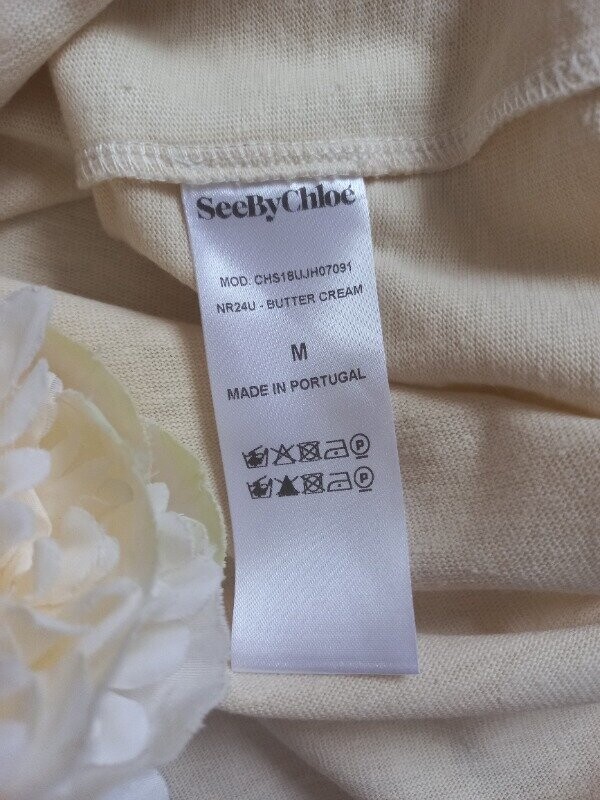 SeeByChloé
MOD. CHS18UJH07091
NR24U - BUTTER CREAM
M
MADE IN PORTUGAL
P
P